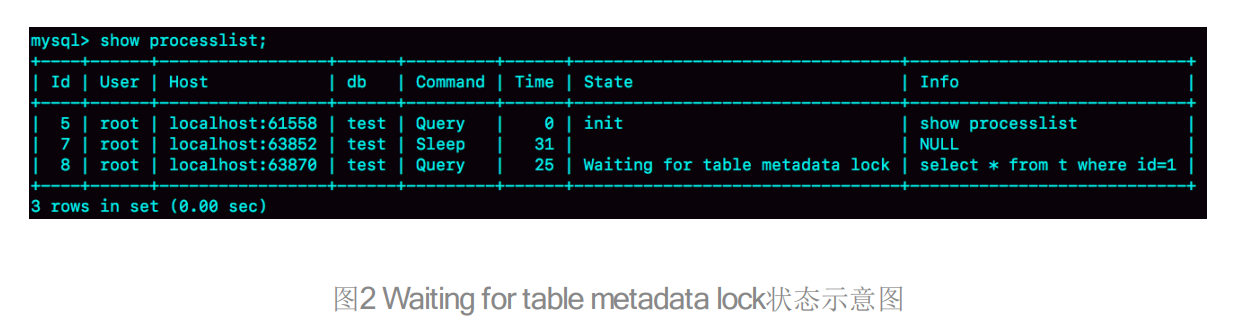 mysql> show processlist;
+----+------+-----------------+------+---------+------+---------------------------------+----------------------------+
| Id | User | Host            | db   | Command | Time | State                           | Info                       |
+----+------+-----------------+------+---------+------+---------------------------------+----------------------------+
| 5 | root | localhost:61558 | test | Query | 0 | init | show processlist |
| 7 | root | localhost:63852 | test | Sleep | 31 | | NULL |
| 8 | root | localhost:63870 | test | Query | 25 | Waiting for table metadata lock | select * from t where id=1 |
+----+------+-----------------+------+---------+------+---------------------------------+----------------------------+
3 rows in set (0.00 sec)
图2 Waiting for table metadata lock状态示意图